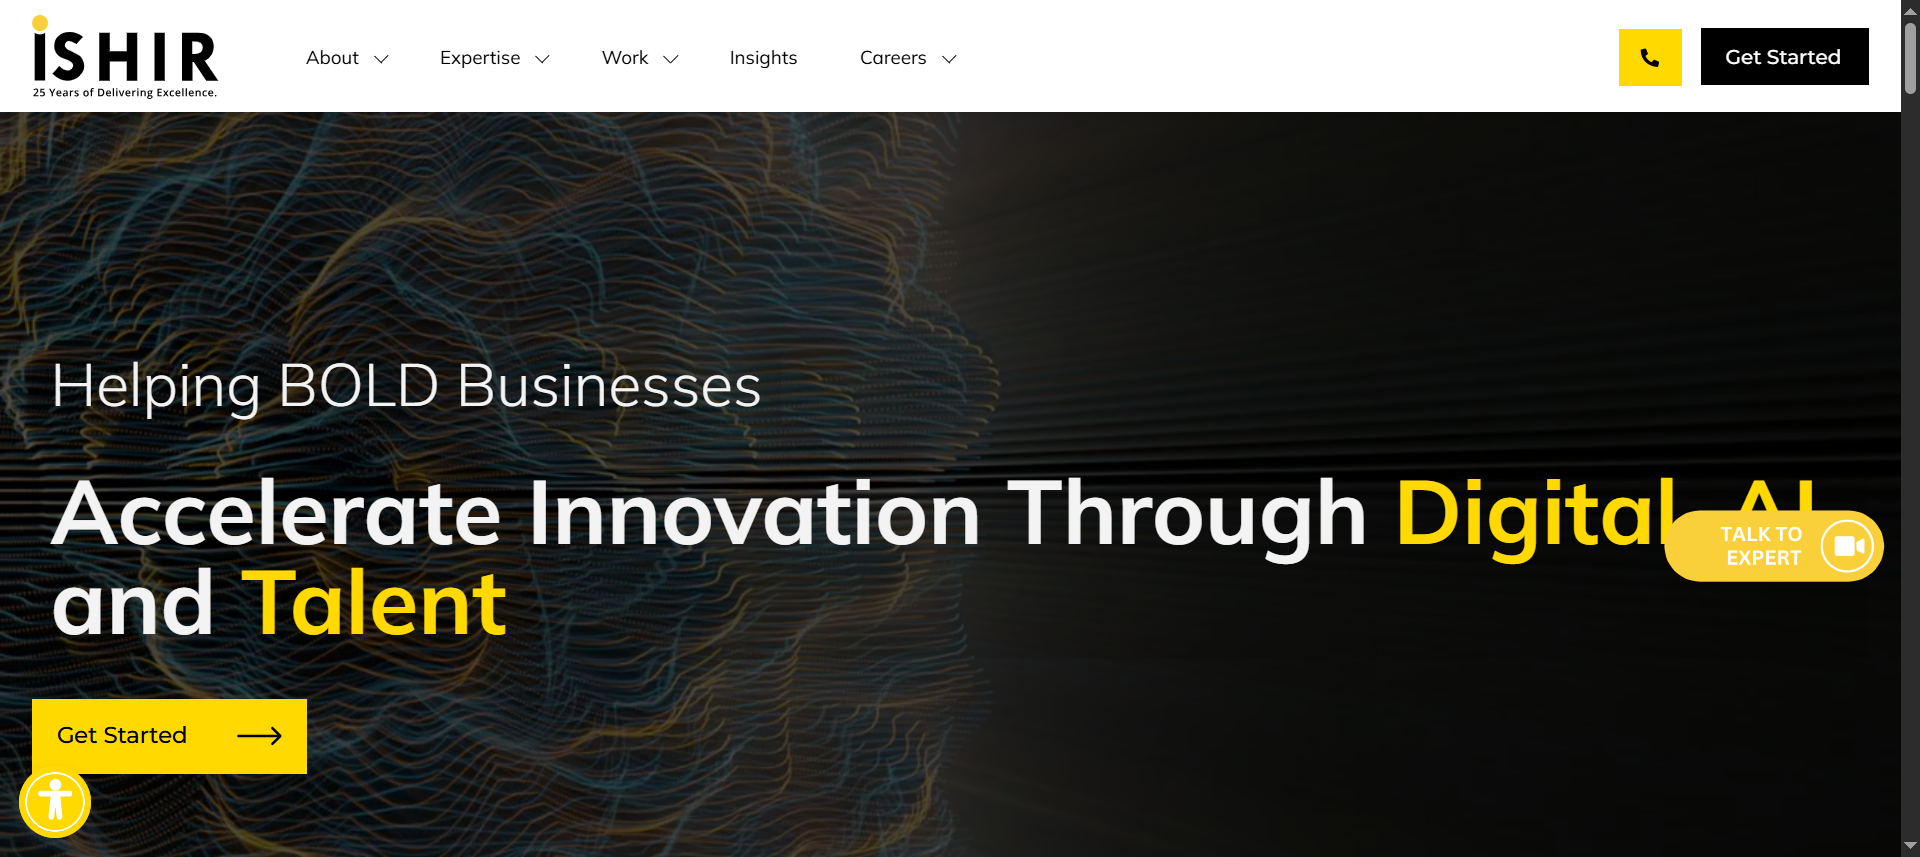 iSHIR
25 Years of Delivering Excellence.
About
Expertise
Work
Insights
Careers
Get Started
Helping BOLD Businesses
Accelerate Innovation Through Digital, AI
and Talent
TALK TO
EXPERT
Get Started